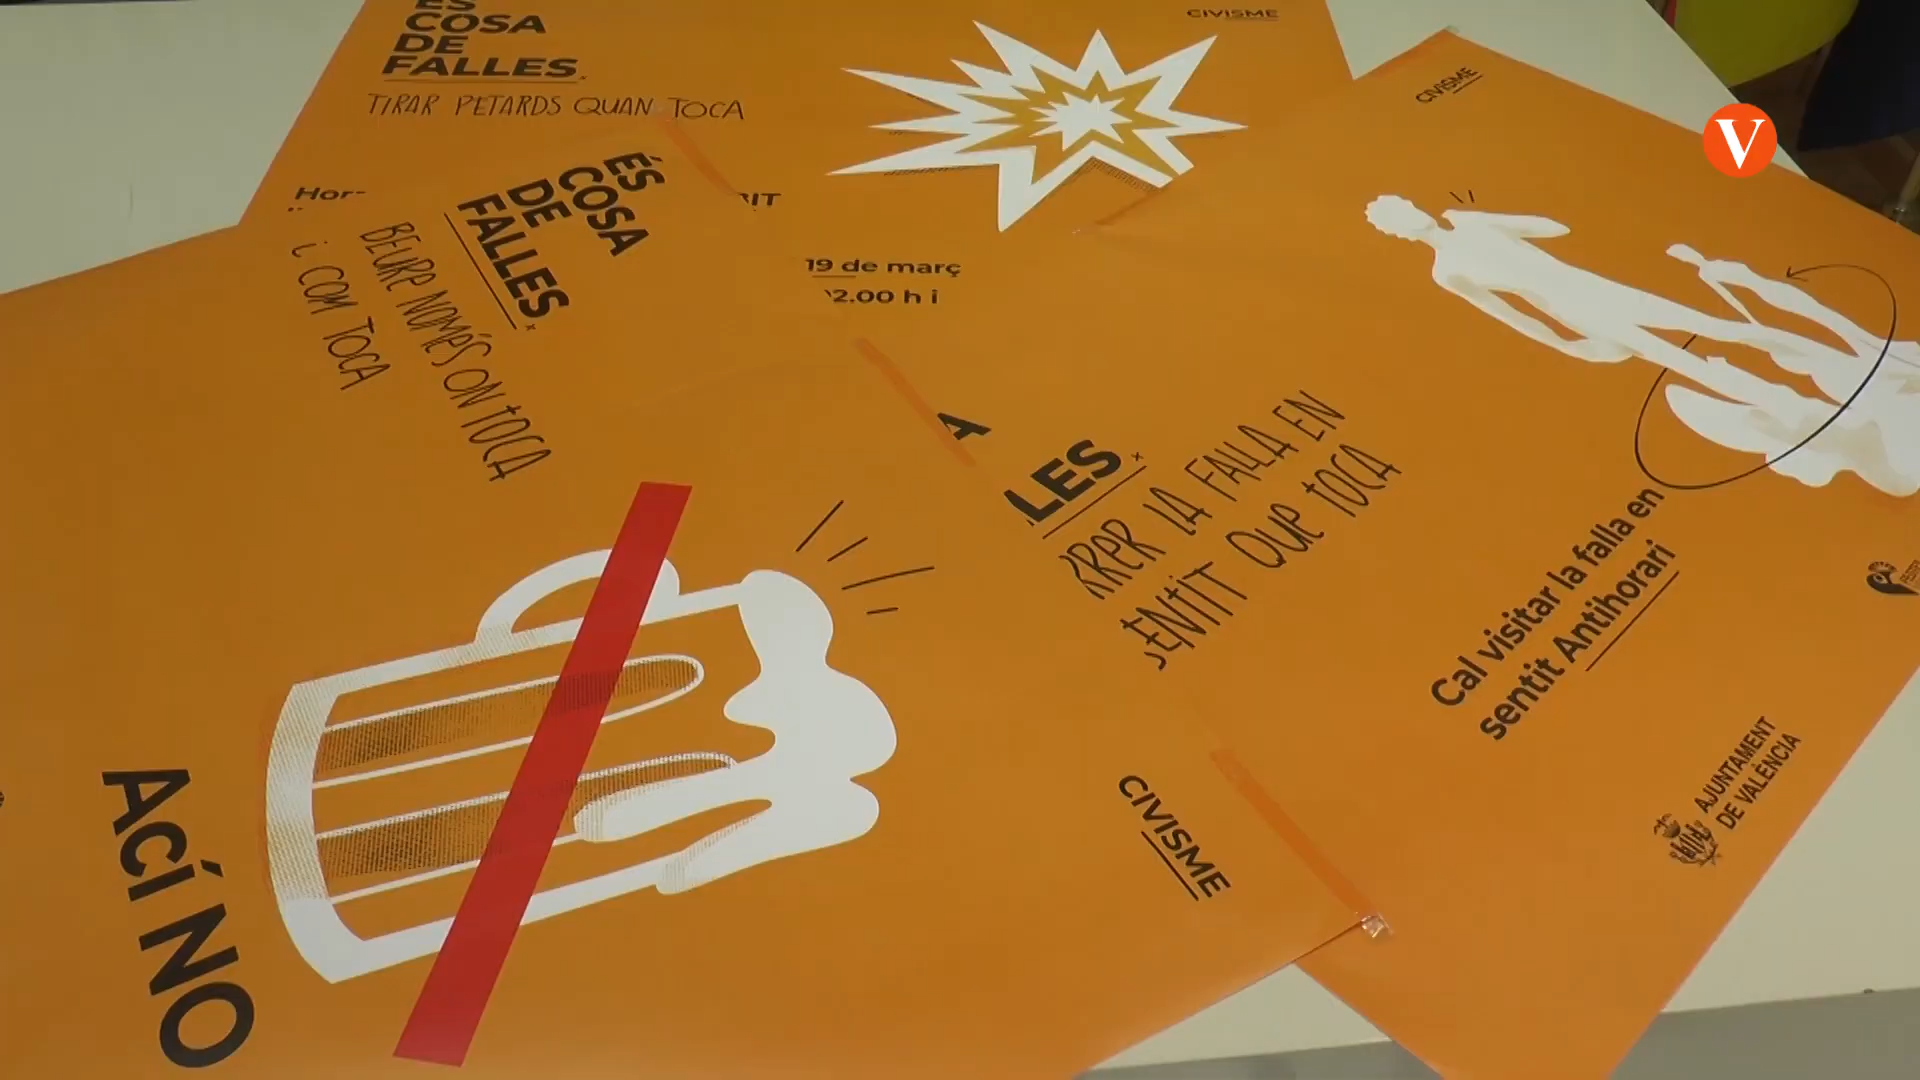 ÉS
COSA
DE
FALLES
TIRAR PETARDS QUAN TOCA
CIVISME
19 de març
2.00 h i
ÉS
COSA
DE
FALLES
BEURE NOMÉS ON TOCA
i COM TOCA
ACÍ NO
CIVISME
CIVISME
A
LES
RRER LA FALLA EN
SENTIT QUE TOCA
Cal visitar la falla en
sentit Antihorari
AJUNTAMENT
DE VALÈNCIA
V